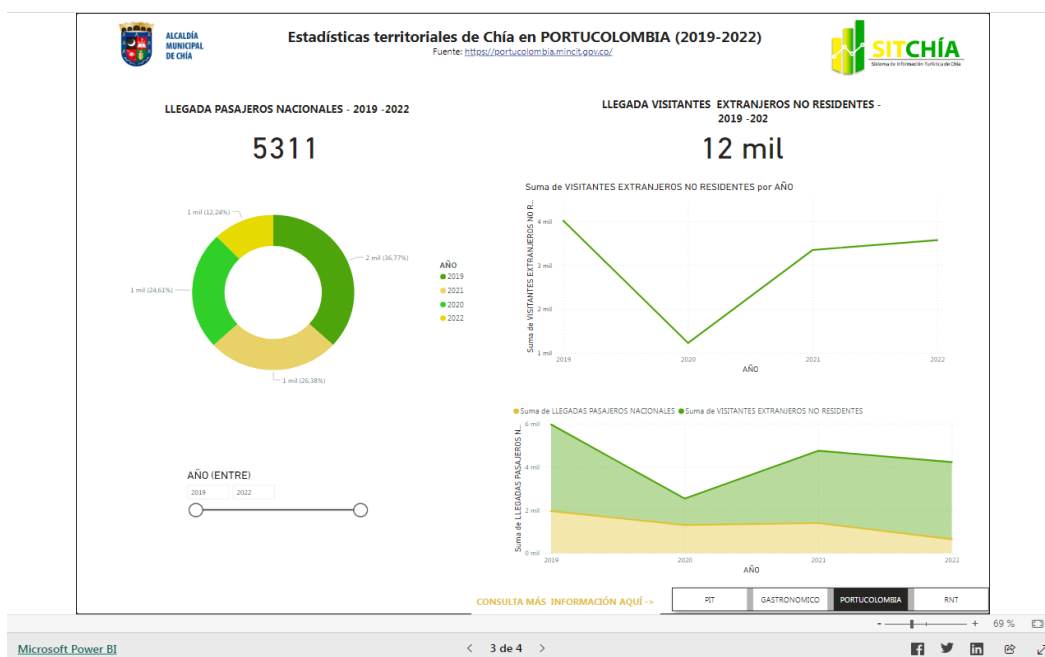 ALCALDÍA
MUNICIPAL
DE CHÍA
Estadísticas territoriales de Chía en PORTUCOLOMBIA (2019-2022)
Fuente: https://portucolombia.mincit.gov.co/
SITCHÍA
Sistema de Información Turística de Chía
LLEGADA PASAJEROS NACIONALES - 2019 -2022
5311
LLEGADA VISITANTES EXTRANJEROS NO RESIDENTES -
2019 -202
12 mil
1 mil (12,24%)
2 mil (36,77%)
1 mil (24,61%)
1 mil (26,38%)
AÑO
2019
2021
2020
2022
Suma de VISITANTES EXTRANJEROS NO RESIDENTES por AÑO
Suma de VISITANTES EXTRANJEROS NO R...
4 mil
3 mil
2 mil
1 mil
2019 2020 2021 2022
AÑO
Suma de LLEGADAS PASAJEROS NACIONALES Suma de VISITANTES EXTRANJEROS NO RESIDENTES
Suma de LLEGADAS PASAJEROS N...
6 mil
4 mil
2 mil
0 mil
2019 2020 2021 2022
AÑO
AÑO (ENTRE)
2019 2022
CONSULTA MÁS INFORMACIÓN AQUÍ ->
PIT GASTRONOMICO PORTUCOLOMBIA RNT
- + 69 %
Microsoft Power BI
< 3 de 4 >